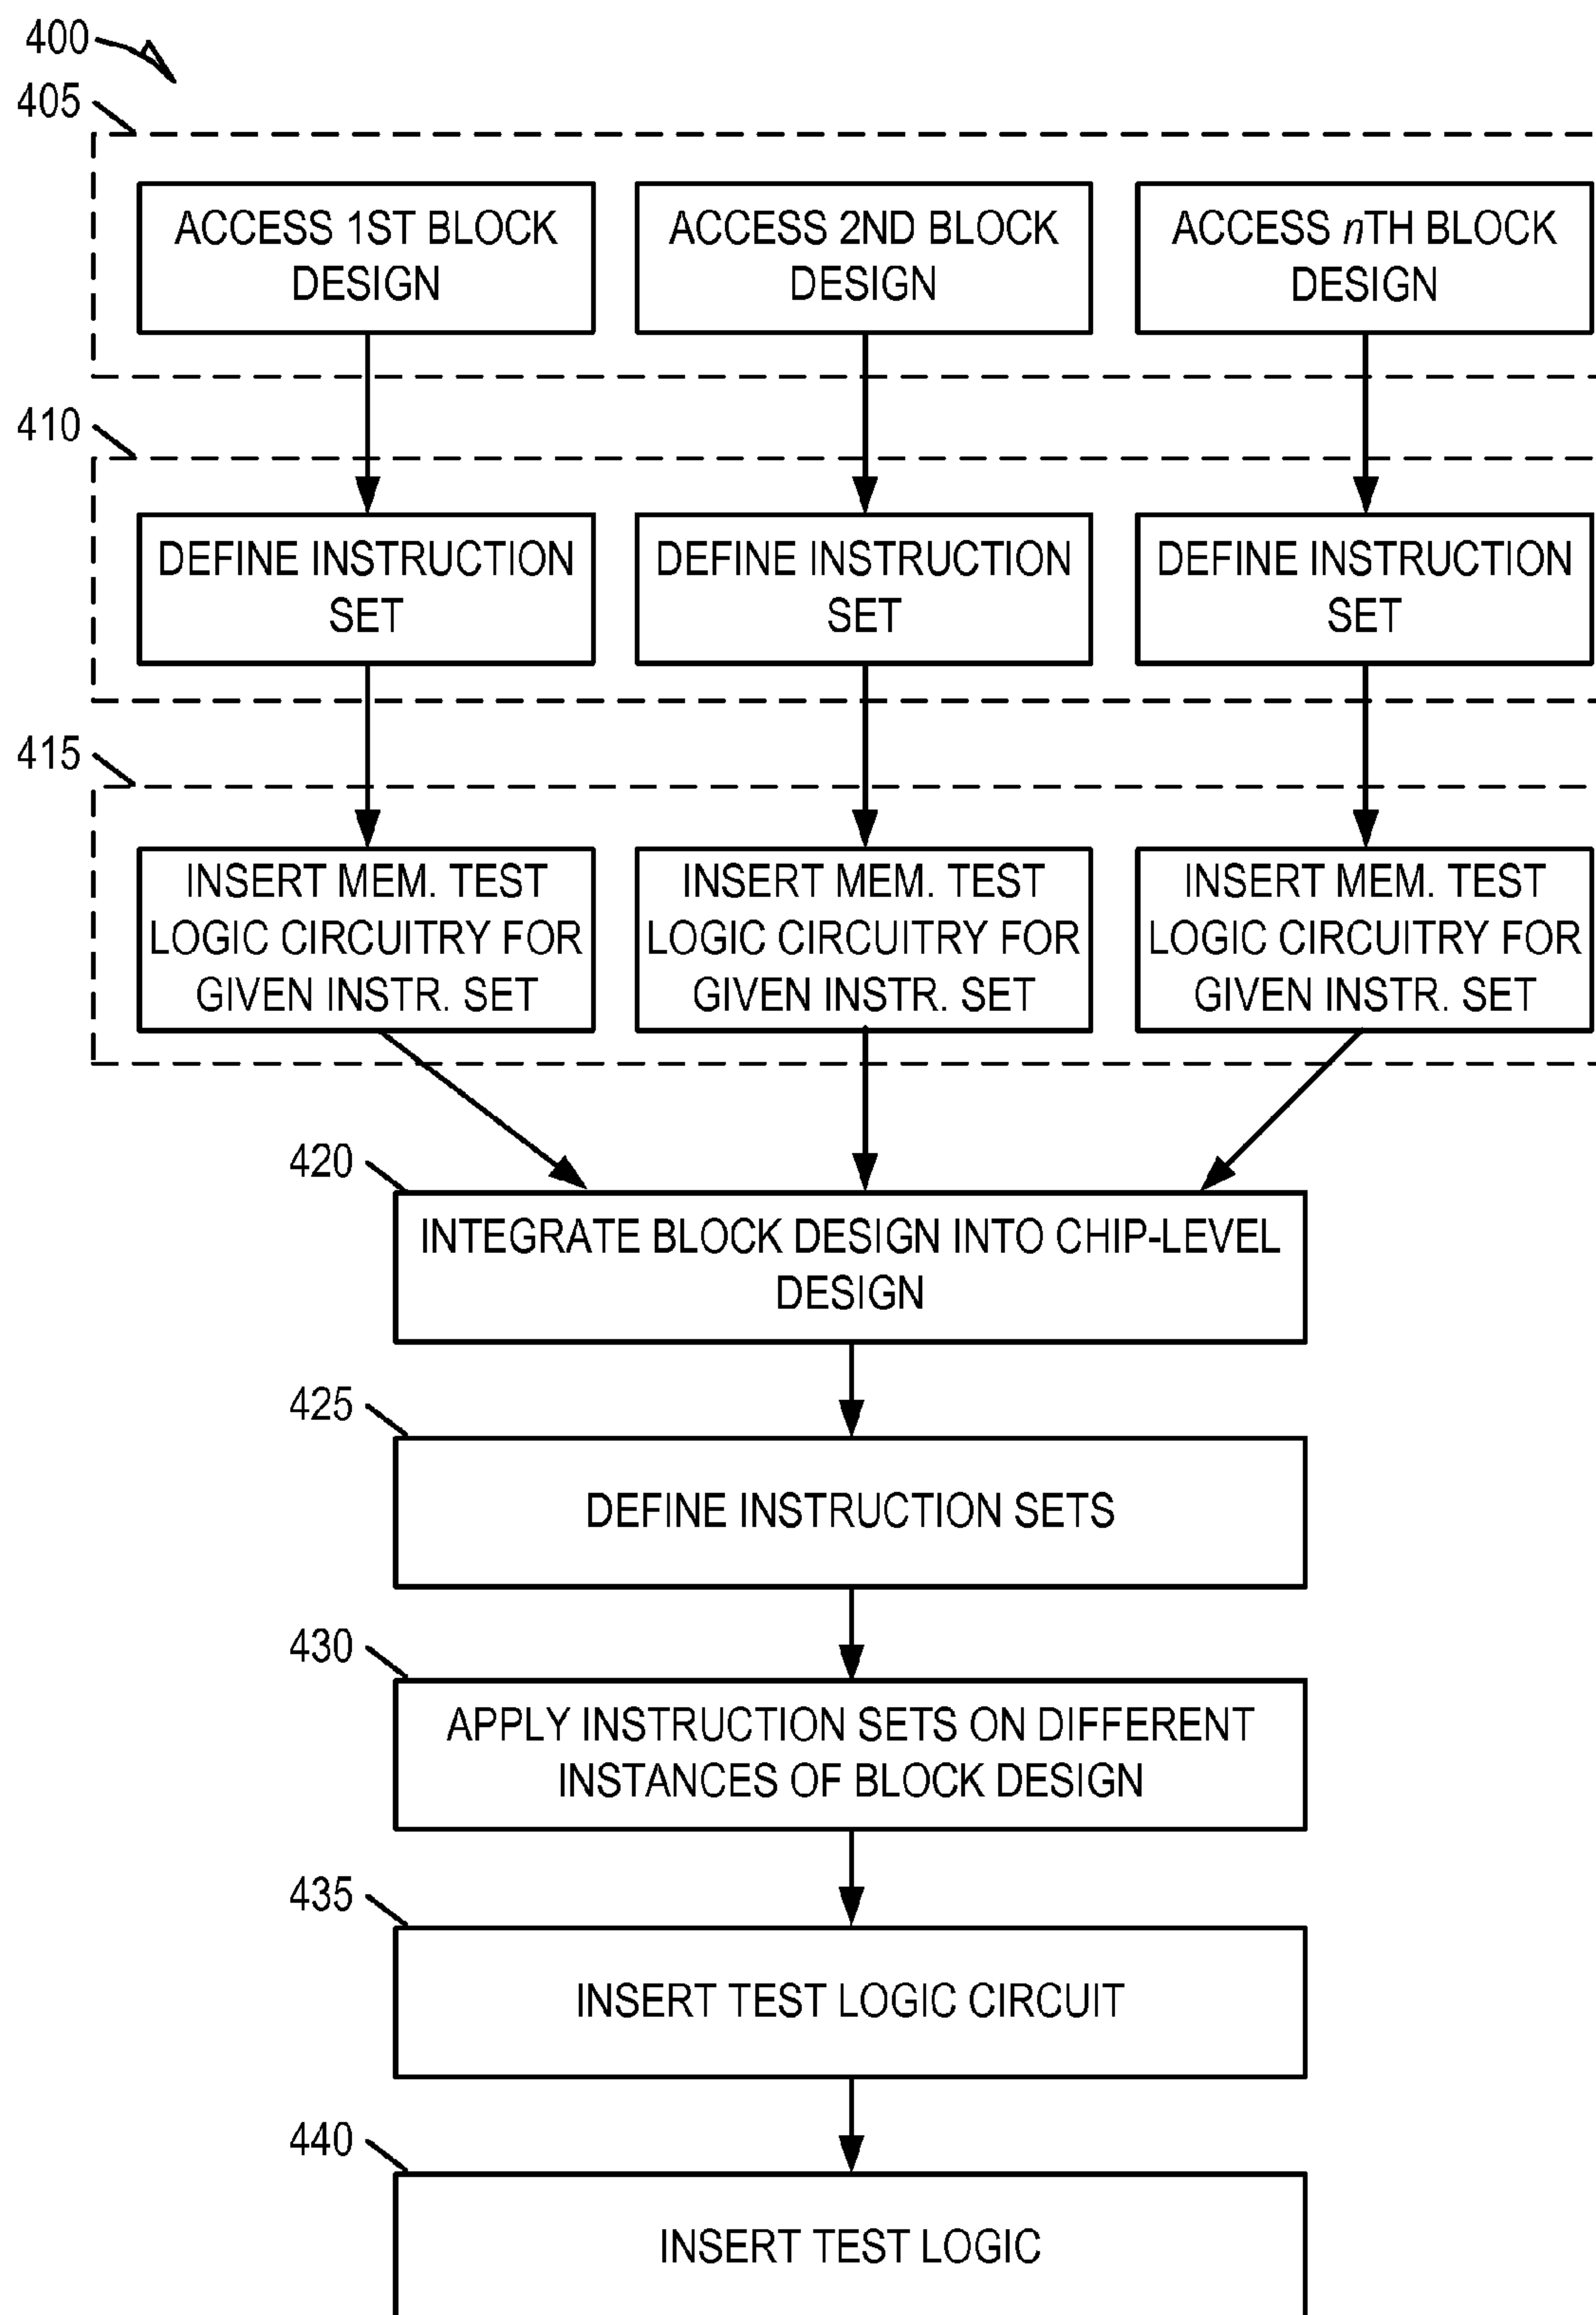 400
405
ACCESS 1ST BLOCK
DESIGN
ACCESS 2ND BLOCK
DESIGN
ACCESS nTH BLOCK
DESIGN
410
DEFINE INSTRUCTION
SET
DEFINE INSTRUCTION
SET
DEFINE INSTRUCTION
SET
415
INSERT MEM. TEST
LOGIC CIRCUITRY FOR
GIVEN INSTR. SET
INSERT MEM. TEST
LOGIC CIRCUITRY FOR
GIVEN INSTR. SET
INSERT MEM. TEST
LOGIC CIRCUITRY FOR
GIVEN INSTR. SET
420
INTEGRATE BLOCK DESIGN INTO CHIP-LEVEL
DESIGN
425
DEFINE INSTRUCTION SETS
430
APPLY INSTRUCTION SETS ON DIFFERENT
INSTANCES OF BLOCK DESIGN
435
INSERT TEST LOGIC CIRCUIT
440
INSERT TEST LOGIC